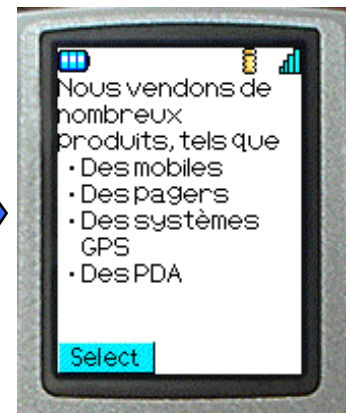 Nous vendons de
nombreux
produits, tels que
• Des mobiles
• Des pagers
• Des systèmes
GPS
• Des PDA
Select